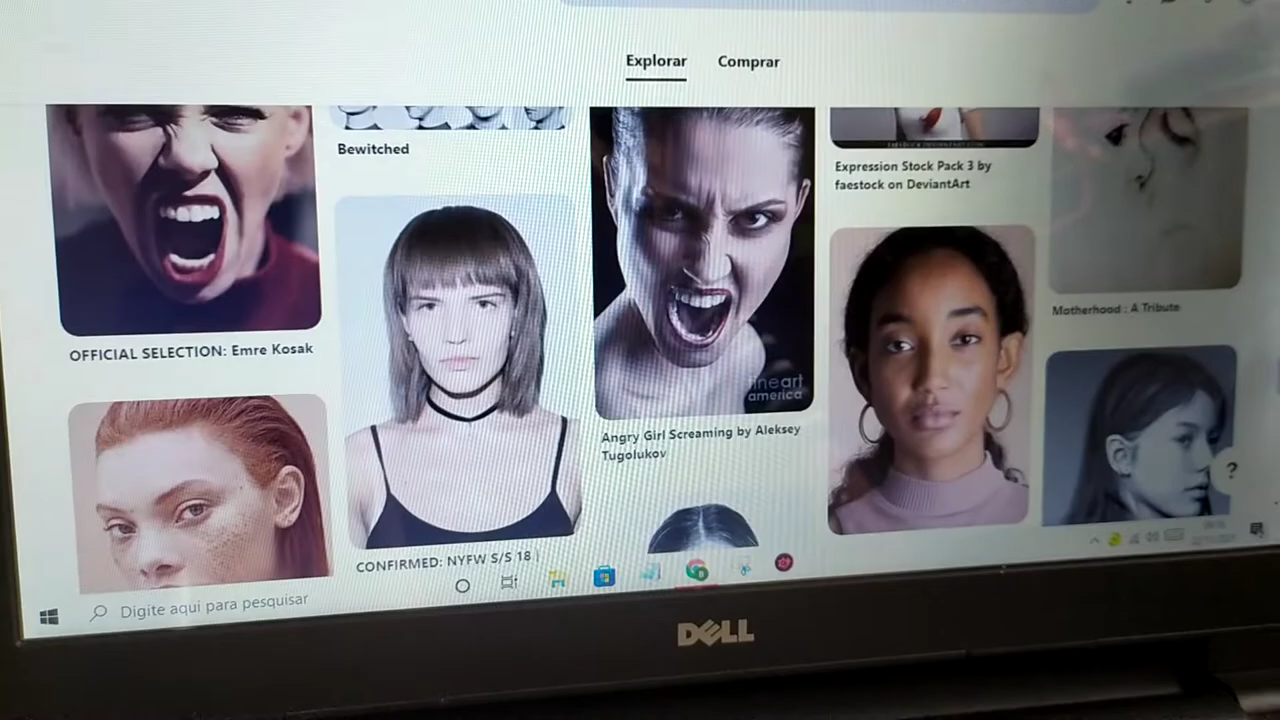 Explorar
Comprar
Bewitched
Expression Stock Pack 3 by
faestock on DeviantArt
Motherhood : A Tribute
OFFICIAL SELECTION: Emre Kosak
america
Angry Girl Screaming by Aleksey
Tugolukov
?
CONFIRMED: NYFW S/S 18 |
Digite aqui para pesquisar
DELL